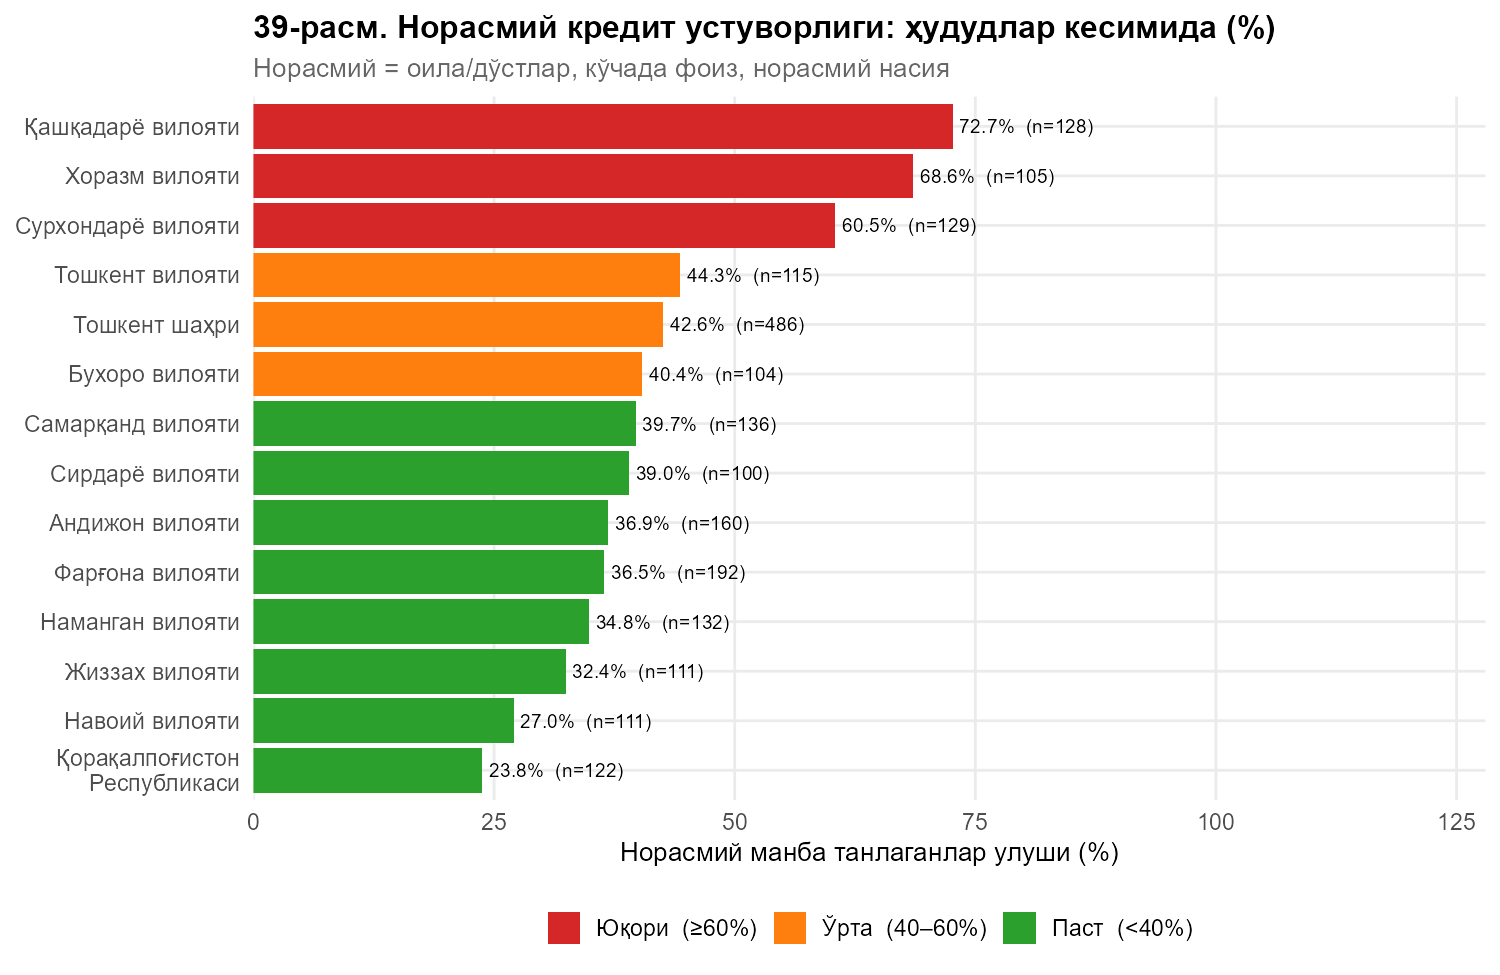 39-расм. Норасмий кредит устуворлиги: ҳудудлар кесимида (%)
Норасмий = оила/дўстлар, кўчада фоиз, норасмий насия
Қашқадарё вилояти 72.7% (n=128)
Хоразм вилояти 68.6% (n=105)
Сурхондарё вилояти 60.5% (n=129)
Тошкент вилояти 44.3% (n=115)
Тошкент шаҳри 42.6% (n=486)
Бухоро вилояти 40.4% (n=104)
Самарқанд вилояти 39.7% (n=136)
Сирдарё вилояти 39.0% (n=100)
Андижон вилояти 36.9% (n=160)
Фарғона вилояти 36.5% (n=192)
Наманган вилояти 34.8% (n=132)
Жиззах вилояти 32.4% (n=111)
Навоий вилояти 27.0% (n=111)
Қорақалпоғистон
Республикаси 23.8% (n=122)
0 25 50 75 100 125
Норасмий манба танлаганлар улуши (%)
Юқори (≥60%) Ўрта (40–60%) Паст (<40%)